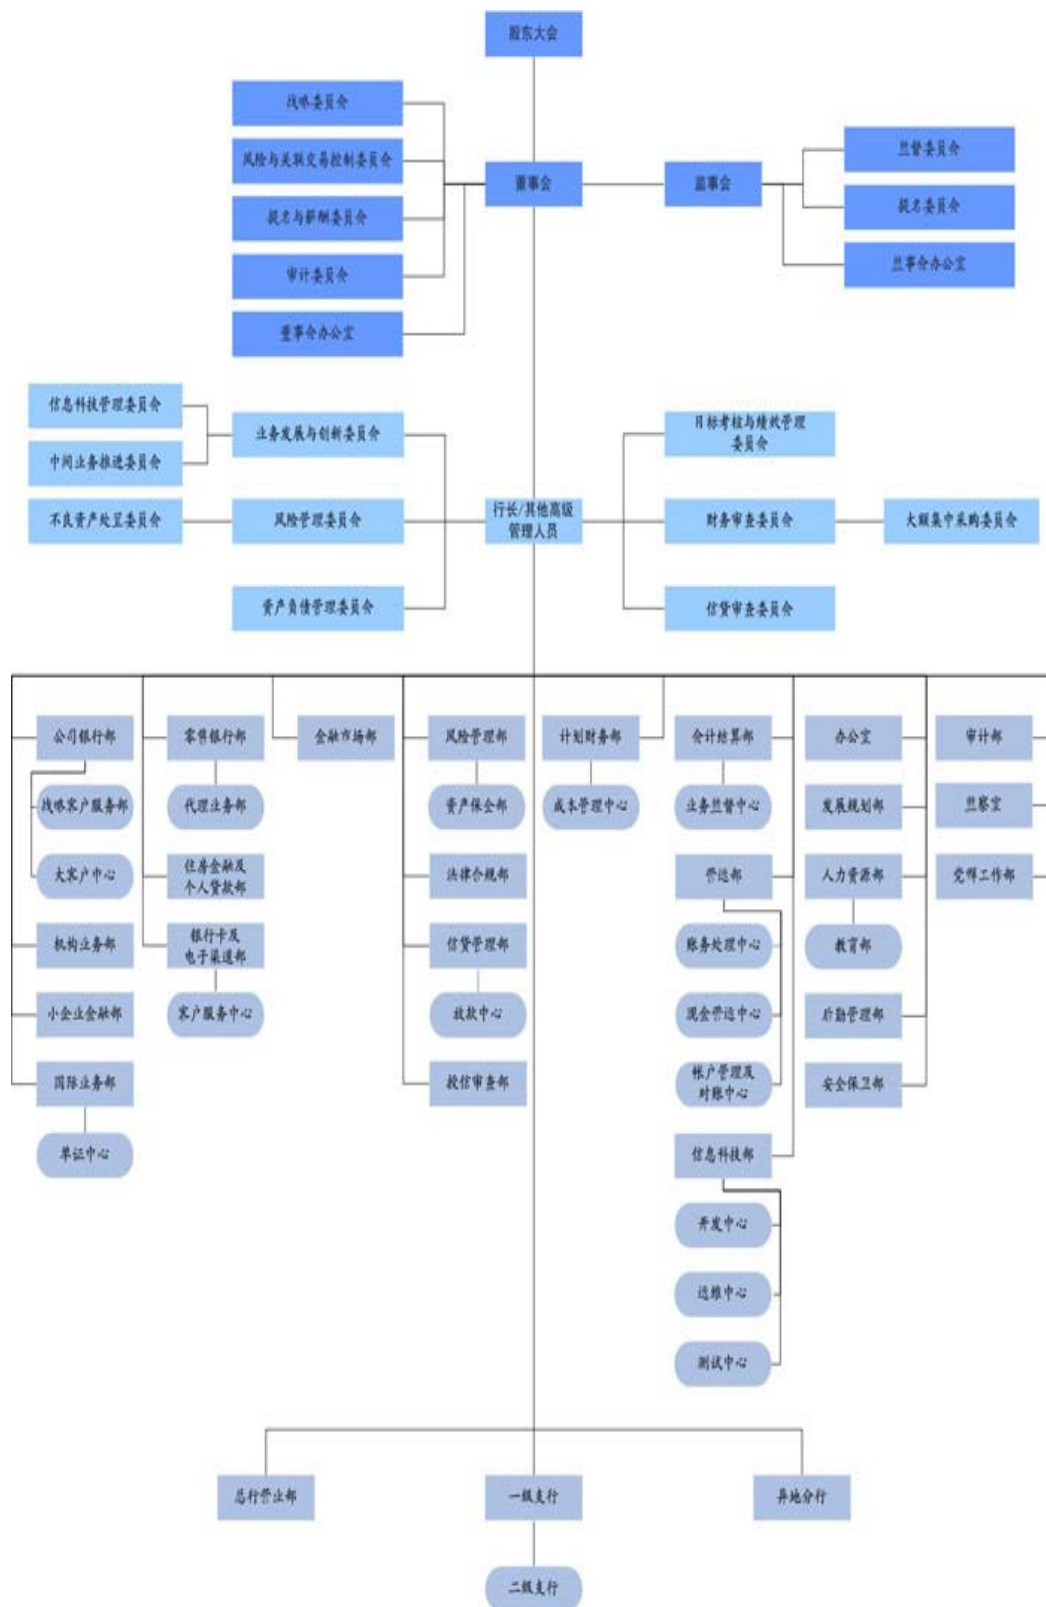 股东大会
战略委员会
风险与关联交易控制委员会
提名与薪酬委员会
审计委员会
董事会办公室
董事会
监事会
监督委员会
提名委员会
监事会办公室
信息科技管理委员会
中间业务推进委员会
不良资产处置委员会
业务发展与创新委员会
风险管理委员会
资产负债管理委员会
行长/其他高级
管理人员
目标考核与绩效管理
委员会
财务审查委员会
信贷审查委员会
大额集中采购委员会
公司银行部
战略客户服务部
大客户中心
机构业务部
小企业金融部
国际业务部
单证中心
零售银行部
代理业务部
住房金融及
个人贷款部
银行卡及
电子渠道部
客户服务中心
金融市场部
风险管理部
资产保全部
法律合规部
信贷管理部
放款中心
授信审查部
计划财务部
成本管理中心
会计结算部
业务监督中心
营运部
账务处理中心
现金营运中心
帐户管理及
对账中心
信息科技部
开发中心
运维中心
测试中心
办公室
发展规划部
人力资源部
教育部
后勤管理部
安全保卫部
审计部
监察室
党群工作部
总行营业部
一级支行
异地分行
二级支行